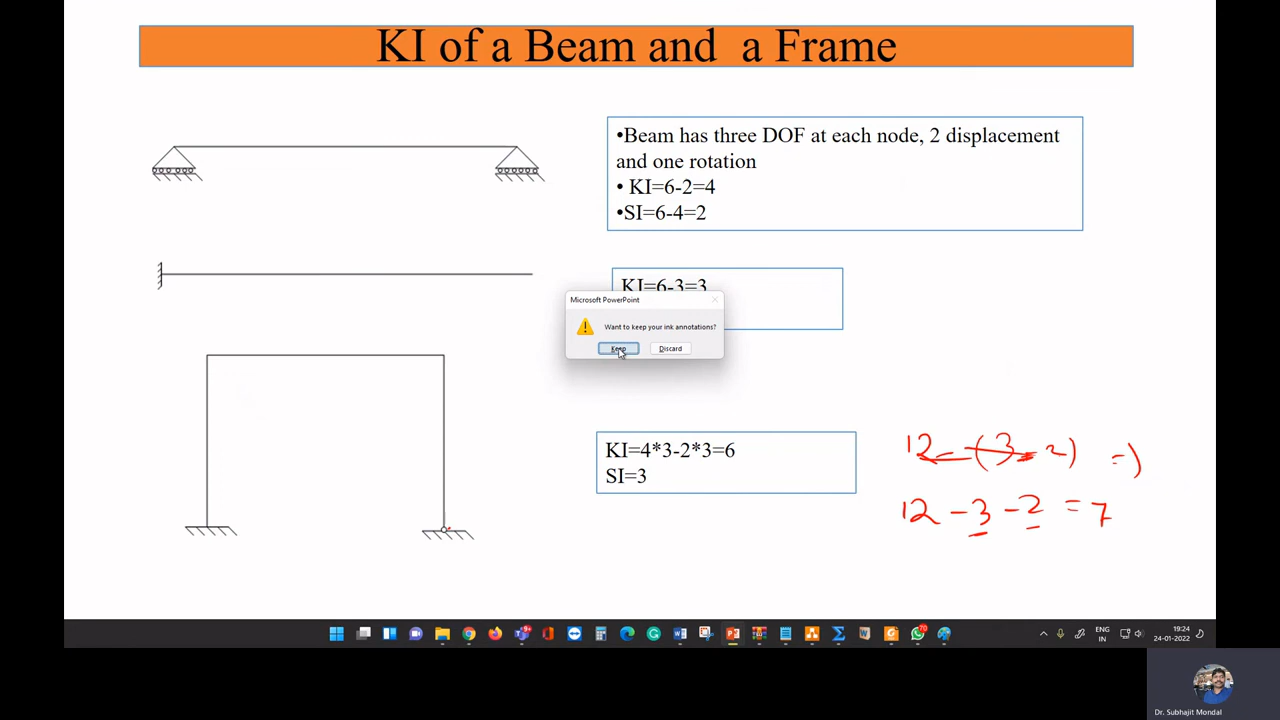 KI of a Beam and a Frame
•Beam has three DOF at each node, 2 displacement
and one rotation
• KI=6-2=4
•SI=6-4=2
KI=6-3=3
Microsoft PowerPoint
Want to keep your ink annotations?
Keep
Discard
KI=4*3-2*3=6
SI=3
12 - (3 - 2) =)
12 - 3 - 2 = 7
ENG
IN
19:24
24-01-2022
Dr. Subhajit Mondal